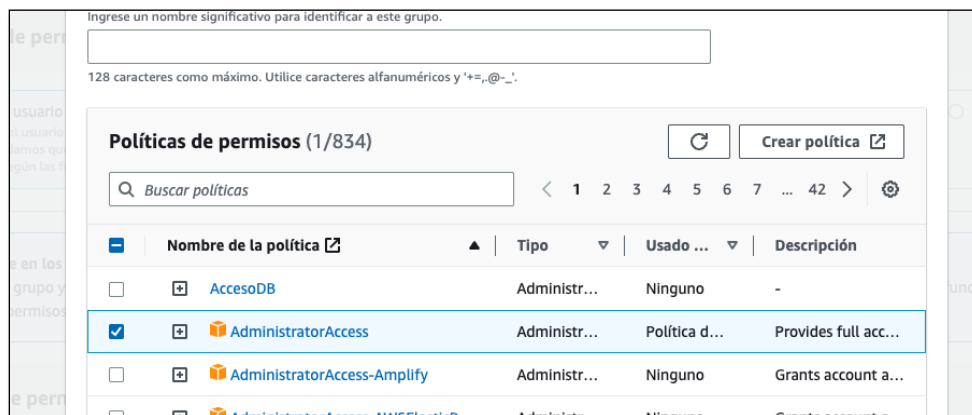 Ingrese un nombre significativo para identificar a este grupo.
128 caracteres como máximo. Utilice caracteres alfanuméricos y '+=,.@-_'.
Políticas de permisos (1/834)
Crear política
Buscar políticas
1 2 3 4 5 6 7 ... 42
Nombre de la política Tipo Usado ... Descripción
AccesoDB Administr... Ninguno -
AdministratorAccess Administr... Política d... Provides full acc...
AdministratorAccess-Amplify Administr... Ninguno Grants account a...